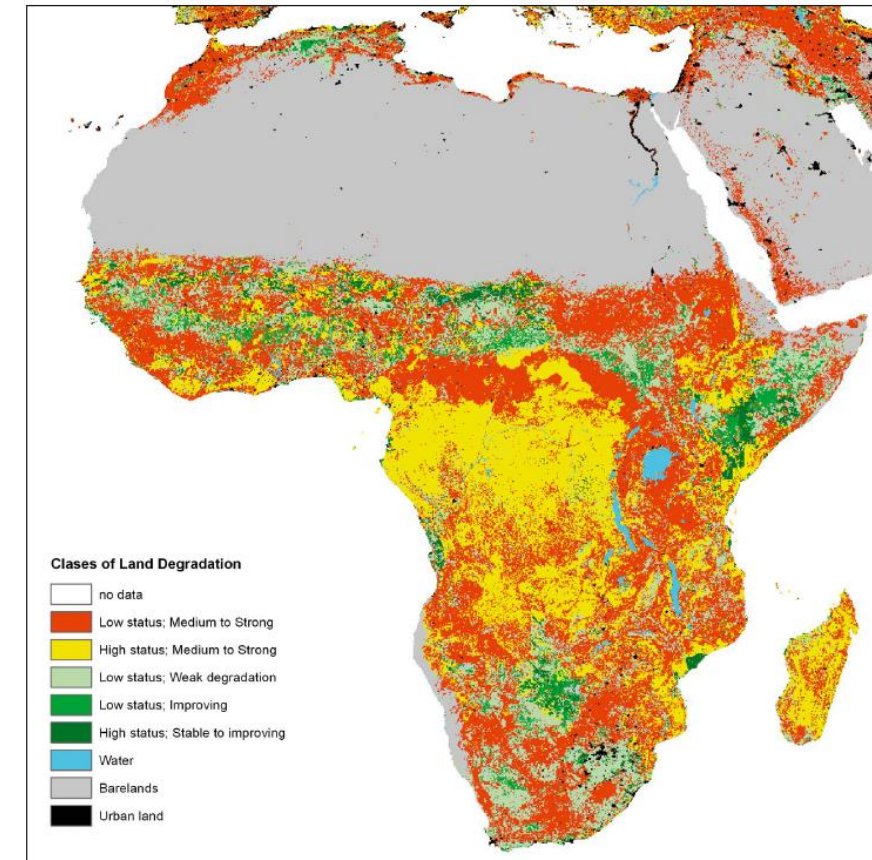 Clases of Land Degradation
no data
Low status; Medium to Strong
High status; Medium to Strong
Low status; Weak degradation
Low status; Improving
High status; Stable to improving
Water
Barelands
Urban land